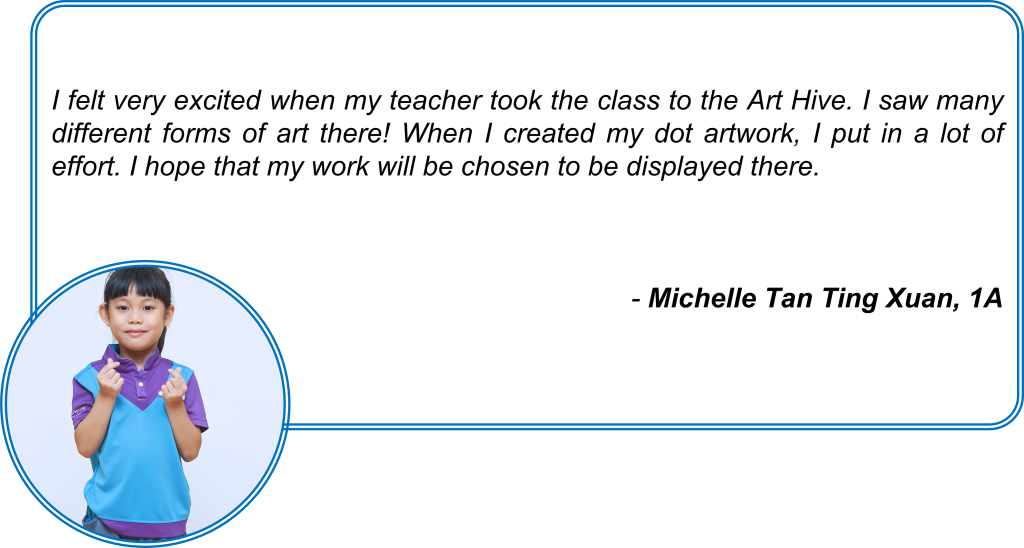 I felt very excited when my teacher took the class to the Art Hive. I saw many
different forms of art there! When I created my dot artwork, I put in a lot of
effort. I hope that my work will be chosen to be displayed there.
- Michelle Tan Ting Xuan, 1A